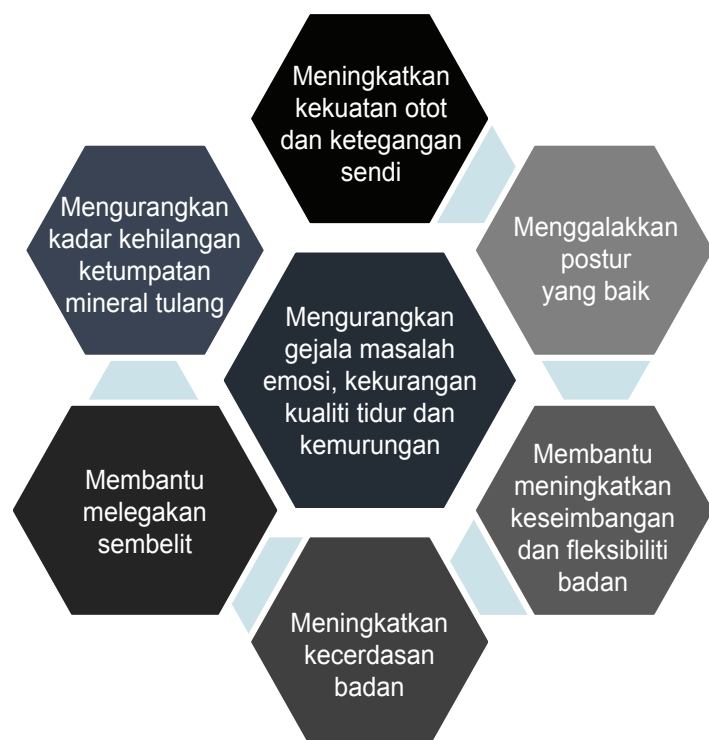 Meningkatkan
kekuatan otot
dan ketegangan
sendi
Menggalakkan
postur
yang baik
Membantu
meningkatkan
keseimbangan
dan fleksibiliti
badan
Meningkatkan
kecerdasan
badan
Membantu
melegakan
sembelit
Mengurangkan
kadar kehilangan
ketumpatan
mineral tulang
Mengurangkan
gejala masalah
emosi, kekurangan
kualiti tidur dan
kemurungan